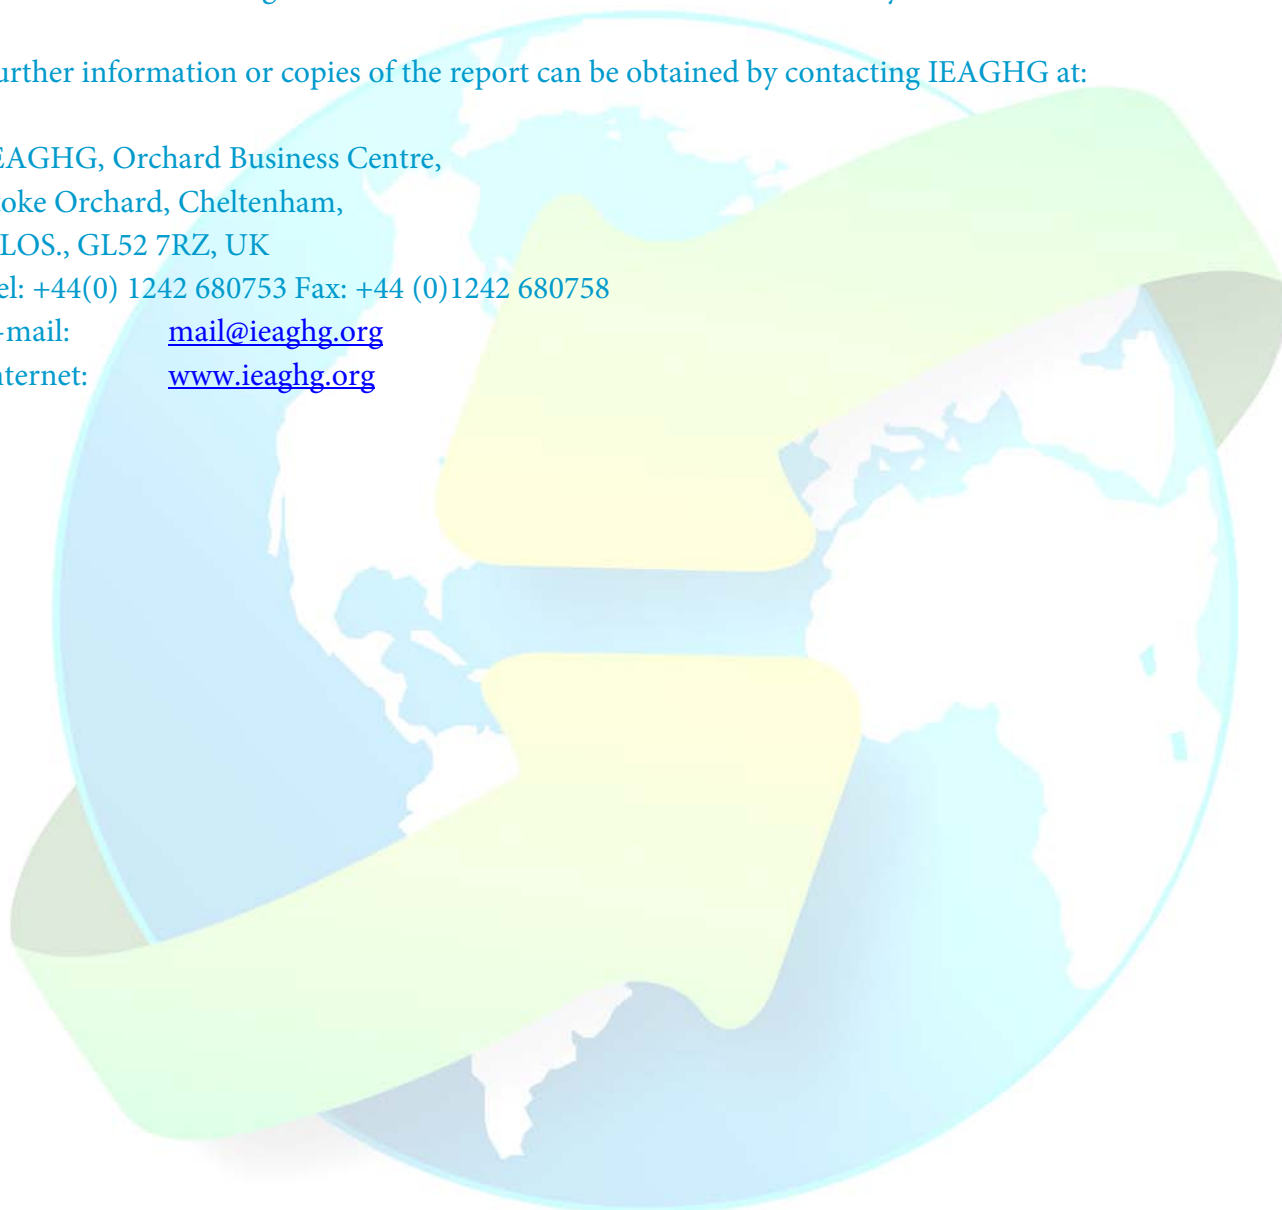 urther information or copies of the report can be obtained by contacting IEAGHG at:
EAGHG, Orchard Business Centre,
oke Orchard, Cheltenham,
LOS., GL52 7RZ, UK
el: +44(0) 1242 680753 Fax: +44 (0)1242 680758
-mail: mail@ieaghg.org
nternet: www.ieaghg.org